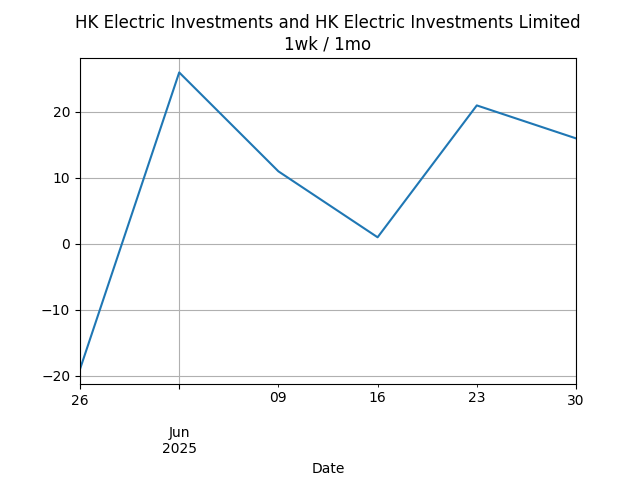 HK Electric Investments and HK Electric Investments Limited
1wk / 1mo
20
10
0
−10
−20
26
09
16
23
30
Jun
2025
Date